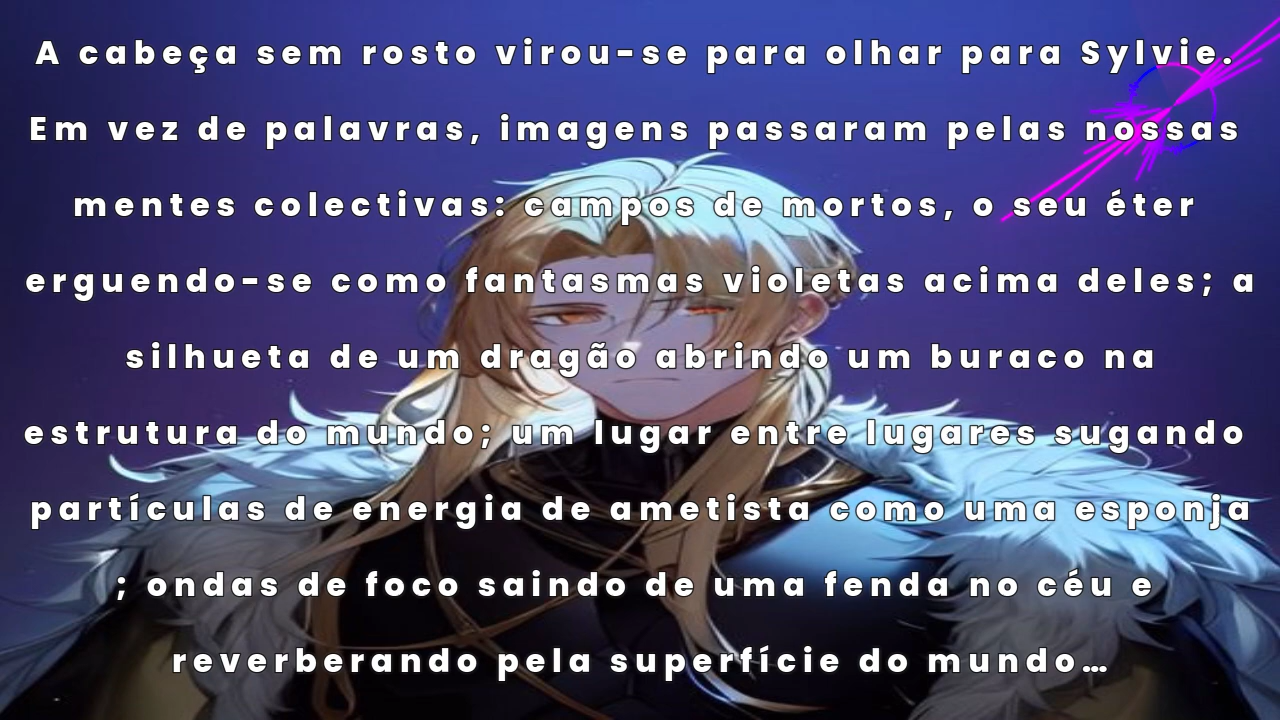 A cabeça sem rosto virou-se para olhar para Sylvie.
Em vez de palavras, imagens passaram pelas nossas
mentes colectivas: campos de mortos, o seu éter
erguendo-se como fantasmas violetas acima deles; a
silhueta de um dragão abrindo um buraco na
estrutura do mundo; um lugar entre lugares sugando
partículas de energia de ametista como uma esponja
; ondas de foco saindo de uma fenda no céu e
reverberando pela superfície do mundo…